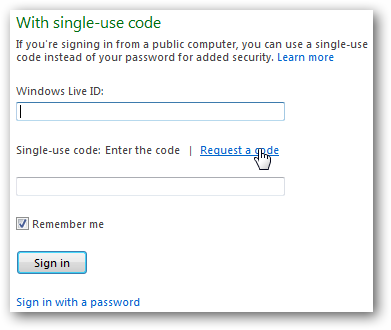 With single-use code
If you're signing in from a public computer, you can use a single-use
code instead of your password for added security. Learn more
Windows Live ID:
Single-use code: Enter the code | Request a code
Remember me
Sign in
Sign in with a password